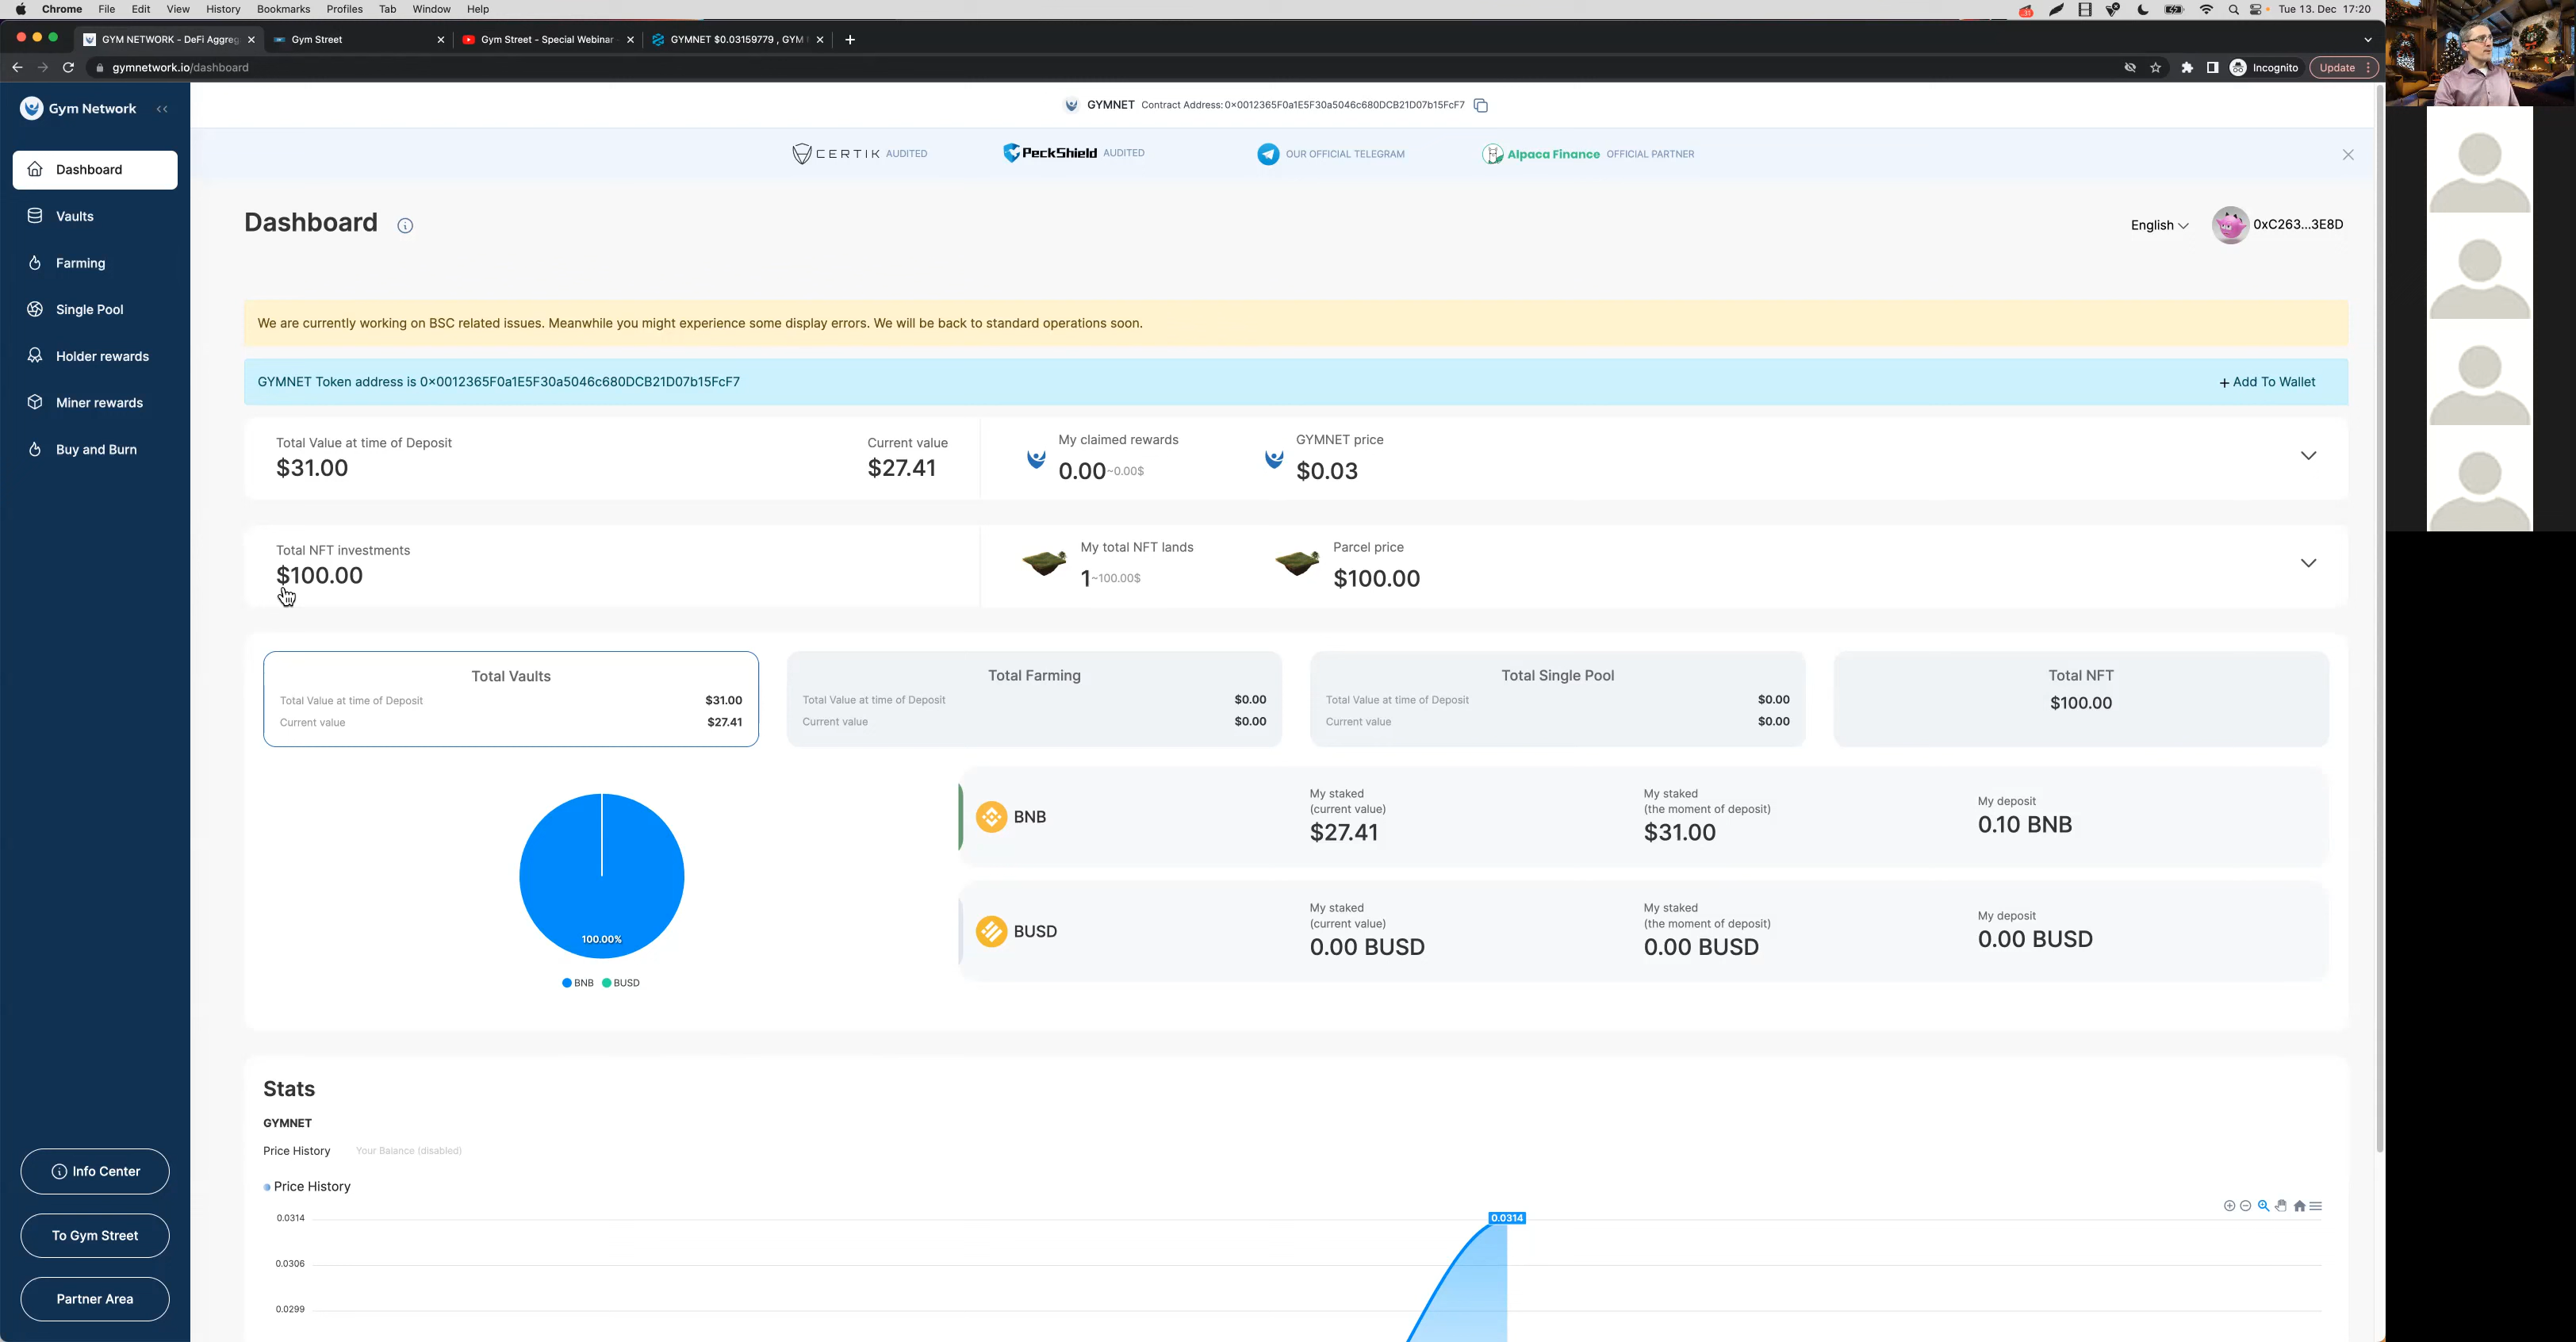 Chrome File Edit View History Bookmarks Profiles Tab Window Help
Tue 13. Dec 17:20
GYM NETWORK - DeFi Aggreg
Gym Street
Gym Street - Special Webinar
GYMNET $0.03159779 , GYM
gymnetwork.io/dashboard
Incognito
Update
Gym Network
Dashboard
Vaults
Farming
Single Pool
Holder rewards
Miner rewards
Buy and Burn
Info Center
To Gym Street
Partner Area
GYMNET Contract Address: 0x0012365F0a1E5F30a5046c680DCB21D07b15FcF7
CERTIK AUDITED
PeckShield AUDITED
OUR OFFICIAL TELEGRAM
Alpaca Finance OFFICIAL PARTNER
Dashboard
English
0xC263...3E8D
We are currently working on BSC related issues. Meanwhile you might experience some display errors. We will be back to standard operations soon.
GYMNET Token address is 0x0012365F0a1E5F30a5046c680DCB21D07b15FcF7
+ Add To Wallet
Total Value at time of Deposit
$31.00
Current value
$27.41
My claimed rewards
0.00 ~0.00$
GYMNET price
$0.03
Total NFT investments
$100.00
My total NFT lands
1 ~100.00$
Parcel price
$100.00
Total Vaults
Total Value at time of Deposit $31.00
Current value $27.41
Total Farming
Total Value at time of Deposit $0.00
Current value $0.00
Total Single Pool
Total Value at time of Deposit $0.00
Current value $0.00
Total NFT
$100.00
100.00%
BNB BUSD
BNB
My staked
(current value)
$27.41
My staked
(the moment of deposit)
$31.00
My deposit
0.10 BNB
BUSD
My staked
(current value)
0.00 BUSD
My staked
(the moment of deposit)
0.00 BUSD
My deposit
0.00 BUSD
Stats
GYMNET
Price History Your Balance (disabled)
Price History
0.0314
0.0314
0.0306
0.0299